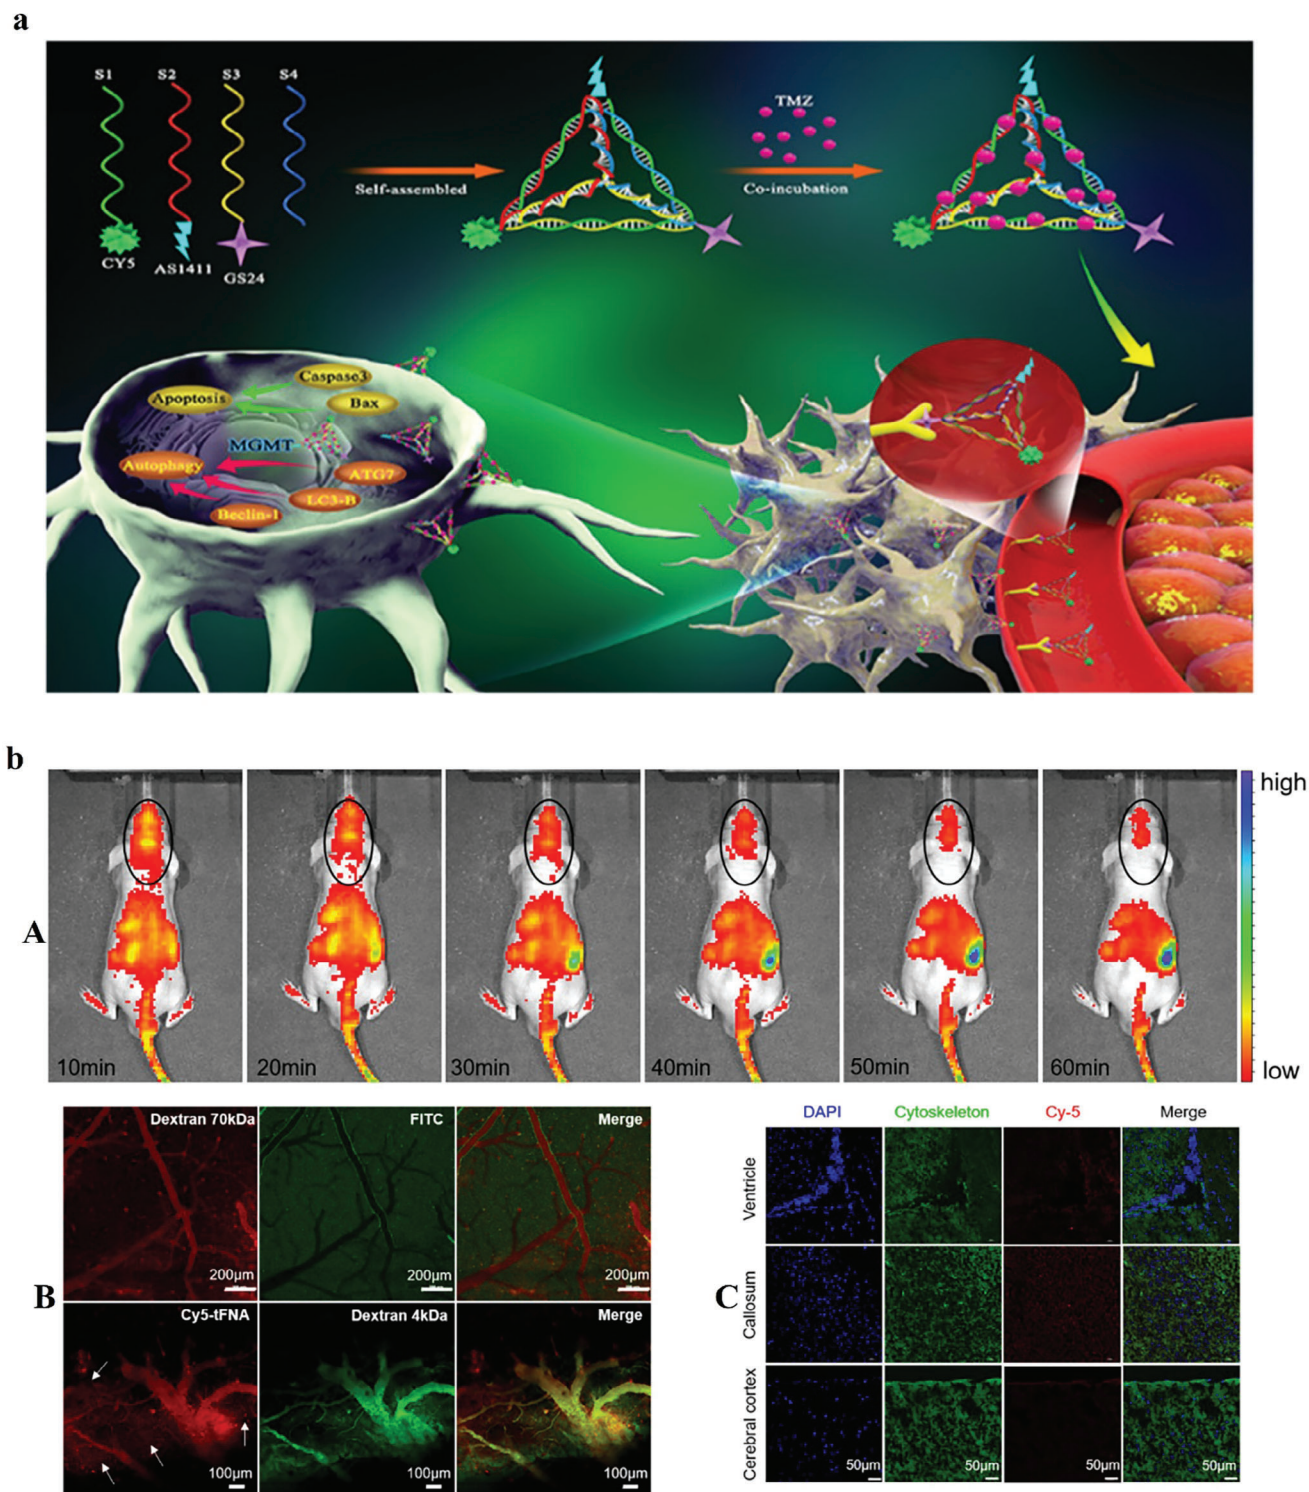 a
S1 S2 S3 S4
TMZ
Self-assembled
Co-incubation
CY5
AS1411
GS24
Caspase3
Apoptosis
Bax
MGMT
Autophagy
ATG7
LC3-B
Beclin-1
b
high
A
10min 20min 30min 40min 50min 60min
low
Dextran 70kDa FITC Merge
200μm 200μm 200μm
B
Cy5-tFNA Dextran 4kDa Merge
100μm 100μm 100μm
DAPI Cytoskeleton Cy-5 Merge
Ventricle
C
Callosum
Cerebral cortex
50μm 50μm 50μm 50μm